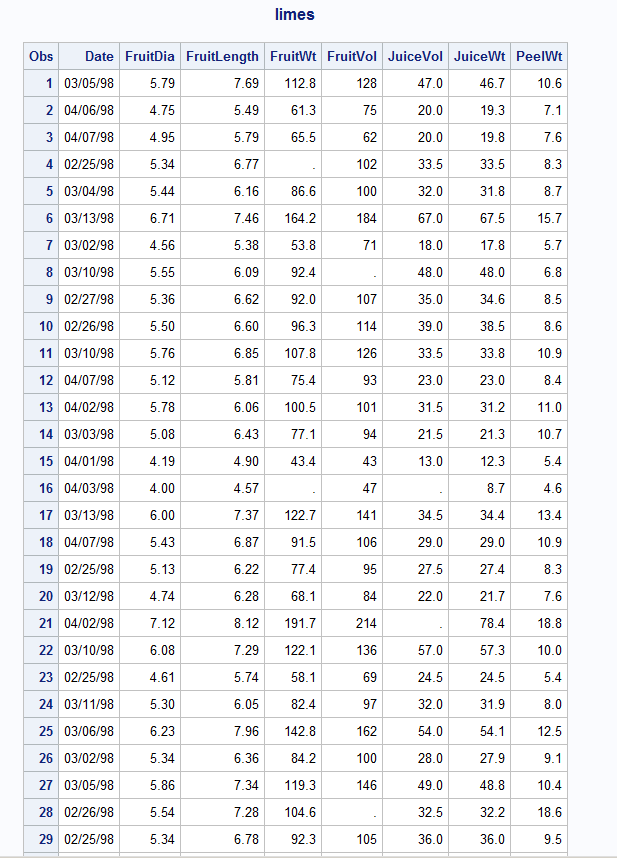 limes
Obs Date FruitDia FruitLength FruitWt FruitVol JuiceVol JuiceWt PeelWt
1 03/05/98 5.79 7.69 112.8 128 47.0 46.7 10.6
2 04/06/98 4.75 5.49 61.3 75 20.0 19.3 7.1
3 04/07/98 4.95 5.79 65.5 62 20.0 19.8 7.6
4 02/25/98 5.34 6.77 . 102 33.5 33.5 8.3
5 03/04/98 5.44 6.16 86.6 100 32.0 31.8 8.7
6 03/13/98 6.71 7.46 164.2 184 67.0 67.5 15.7
7 03/02/98 4.56 5.38 53.8 71 18.0 17.8 5.7
8 03/10/98 5.55 6.09 92.4 . 48.0 48.0 6.8
9 02/27/98 5.36 6.62 92.0 107 35.0 34.6 8.5
10 02/26/98 5.50 6.60 96.3 114 39.0 38.5 8.6
11 03/10/98 5.76 6.85 107.8 126 33.5 33.8 10.9
12 04/07/98 5.12 5.81 75.4 93 23.0 23.0 8.4
13 04/02/98 5.78 6.06 100.5 101 31.5 31.2 11.0
14 03/03/98 5.08 6.43 77.1 94 21.5 21.3 10.7
15 04/01/98 4.19 4.90 43.4 43 13.0 12.3 5.4
16 04/03/98 4.00 4.57 . 47 . 8.7 4.6
17 03/13/98 6.00 7.37 122.7 141 34.5 34.4 13.4
18 04/07/98 5.43 6.87 91.5 106 29.0 29.0 10.9
19 02/25/98 5.13 6.22 77.4 95 27.5 27.4 8.3
20 03/12/98 4.74 6.28 68.1 84 22.0 21.7 7.6
21 04/02/98 7.12 8.12 191.7 214 . 78.4 18.8
22 03/10/98 6.08 7.29 122.1 136 57.0 57.3 10.0
23 02/25/98 4.61 5.74 58.1 69 24.5 24.5 5.4
24 03/11/98 5.30 6.05 82.4 97 32.0 31.9 8.0
25 03/06/98 6.23 7.96 142.8 162 54.0 54.1 12.5
26 03/02/98 5.34 6.36 84.2 100 28.0 27.9 9.1
27 03/05/98 5.86 7.34 119.3 146 49.0 48.8 10.4
28 02/26/98 5.54 7.28 104.6 . 32.5 32.2 18.6
29 02/25/98 5.34 6.78 92.3 105 36.0 36.0 9.5